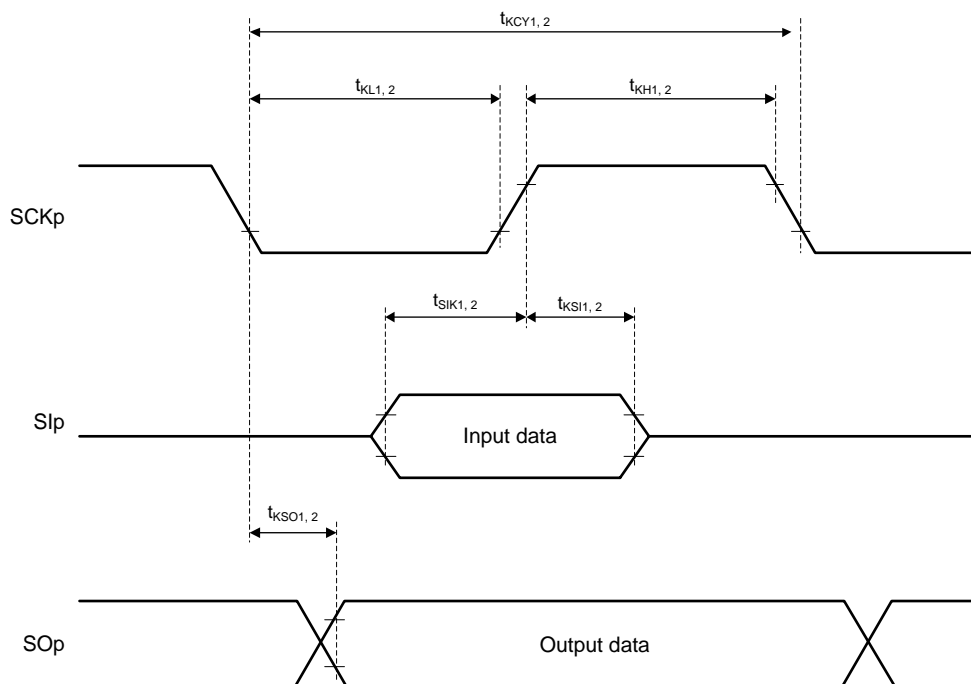 tKCY1, 2
tKL1, 2
tKH1, 2
SCKp
tSIK1, 2
tKSI1, 2
SIp
Input data
tKSO1, 2
SOp
Output data